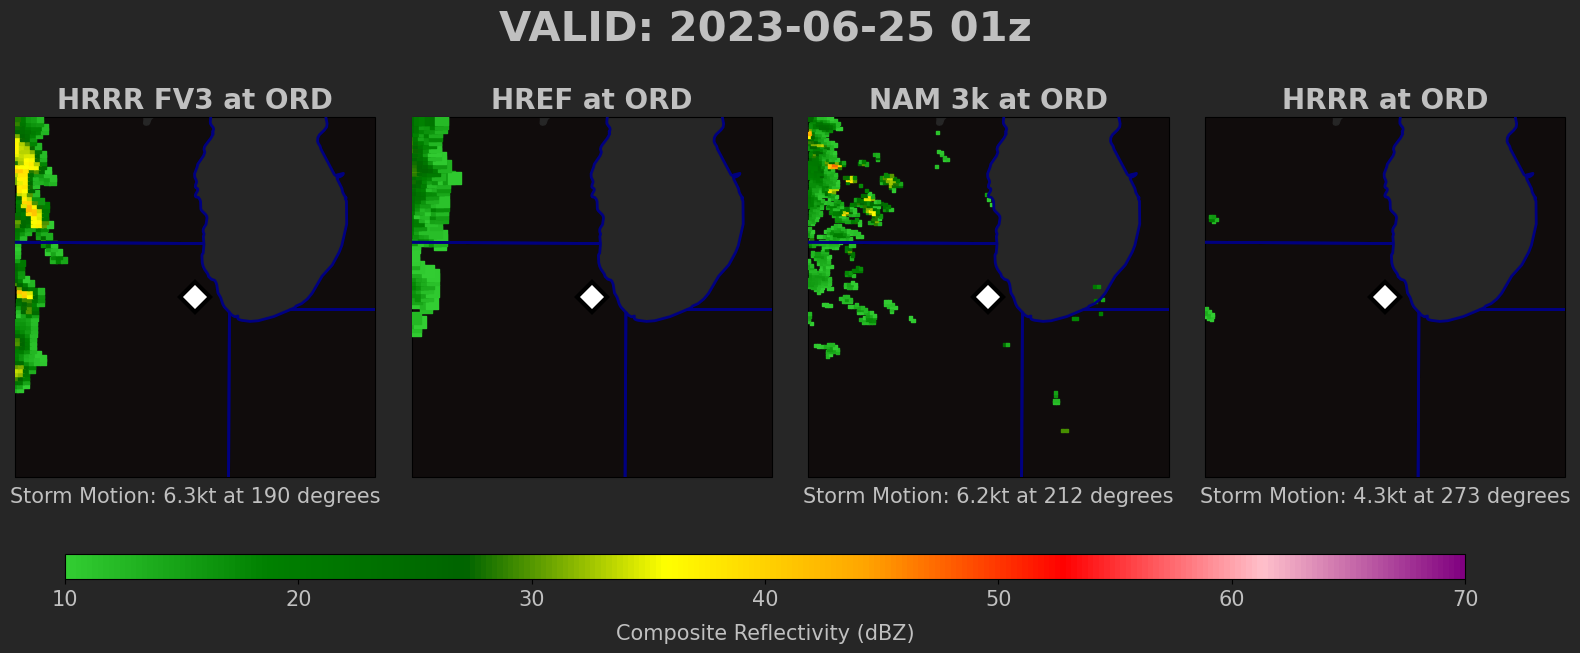 VALID: 2023-06-25 01z
HRRR FV3 at ORD
HREF at ORD
NAM 3k at ORD
HRRR at ORD
Storm Motion: 6.3kt at 190 degrees
Storm Motion: 6.2kt at 212 degrees
Storm Motion: 4.3kt at 273 degrees
10 20 30 40 50 60 70
Composite Reflectivity (dBZ)